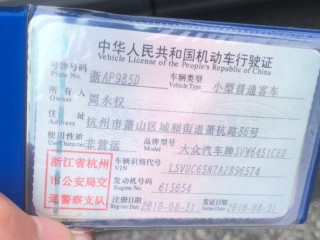 中华人民共和国机动车行驶证
Vehicle License of the People's Republic of China
号牌号码 浙AP985D 车辆类型 小型普通客车
Plate No. Vehicle Type
所有人 周永权
Owner
住址 杭州市萧山区城厢街道萧杭路86号
Address
使用性质 非营运 品牌型号 大众汽车牌SVW6451CED
Use Character Model
浙江省杭州
市公安局交
通警察支队
车辆识别代号 LSVUC65N7A2896574
VIN
发动机号码 615854
Engine No.
注册日期 2010-08-31 发证日期 2010-08-31
Register Date Issue Date